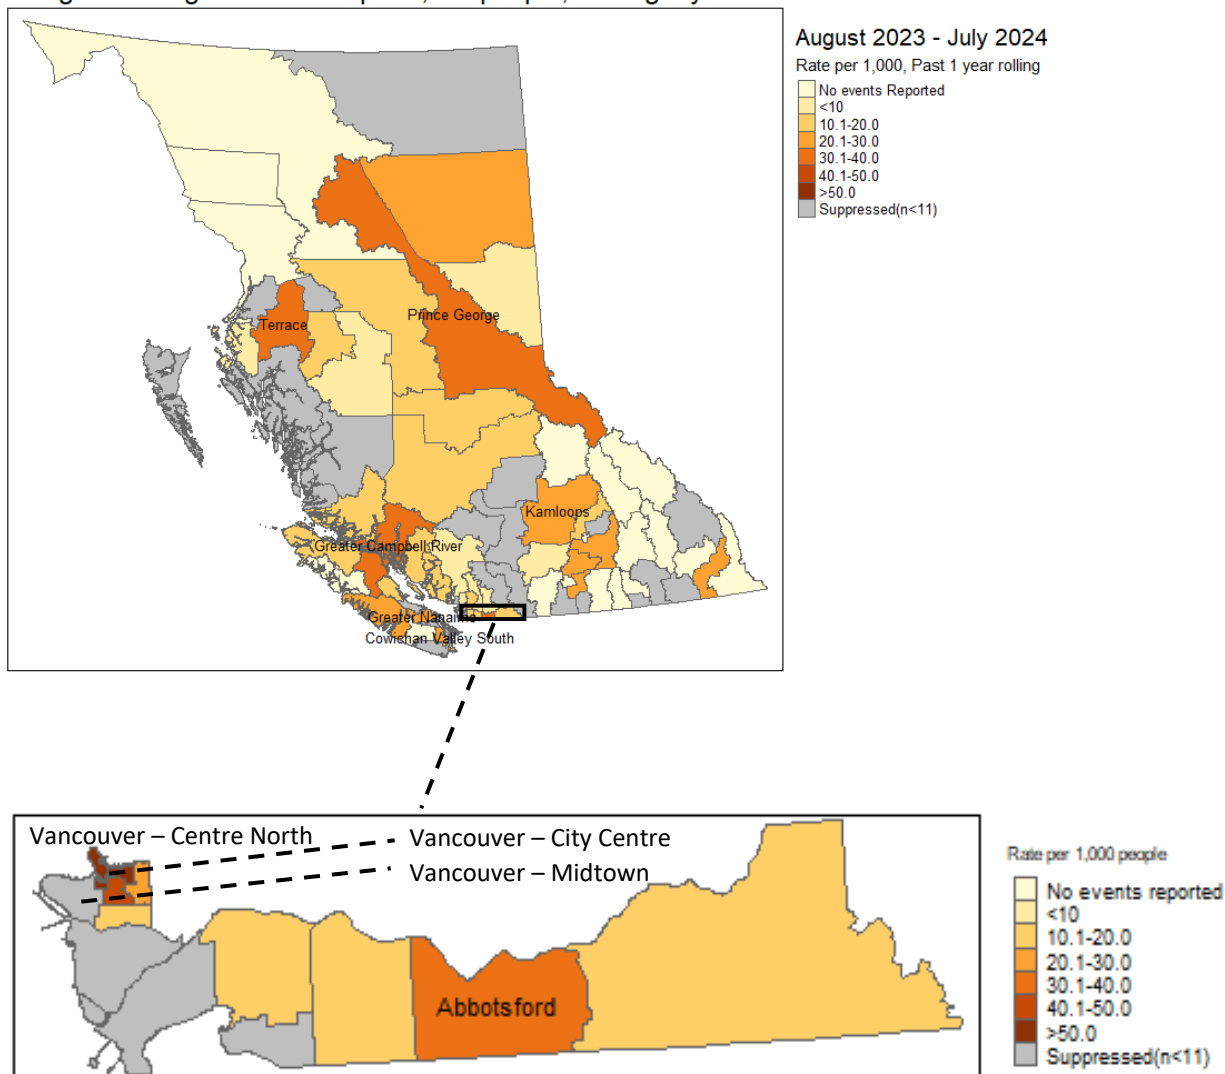 August 2023 - July 2024
Rate per 1,000, Past 1 year rolling
No events Reported
<10
10.1-20.0
20.1-30.0
30.1-40.0
40.1-50.0
>50.0
Suppressed(n<11)
Prince George
Terrace
Kamloops
Greater Campbell River
Greater Nanaimo
Cowichan Valley South
Vancouver – Centre North
Vancouver – City Centre
Vancouver – Midtown
Abbotsford
Rate per 1,000 people
No events reported
<10
10.1-20.0
20.1-30.0
30.1-40.0
40.1-50.0
>50.0
Suppressed(n<11)